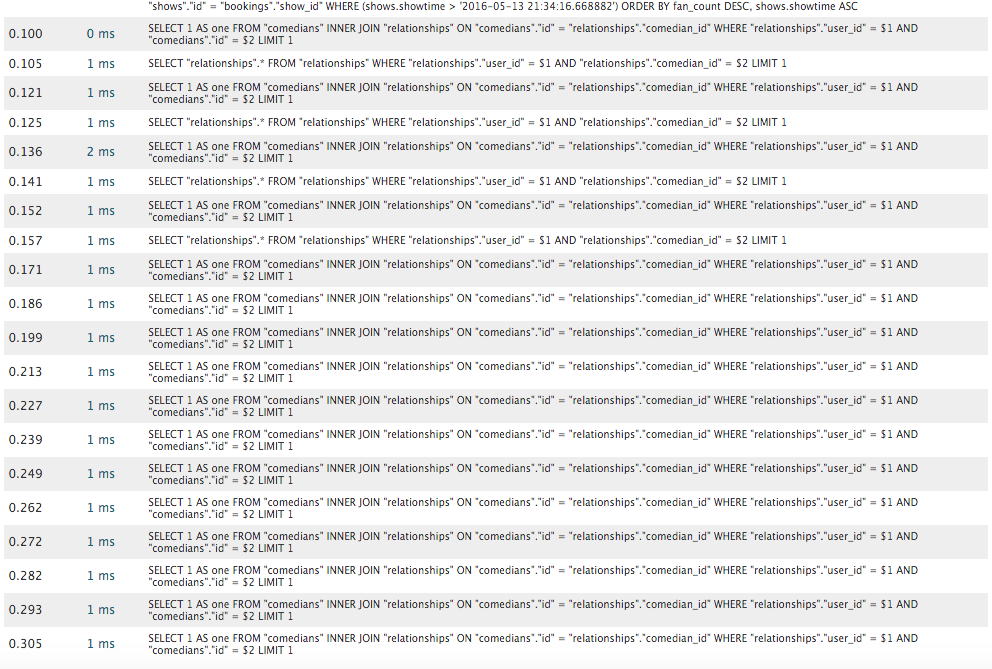 "shows"."id" = "bookings"."show_id" WHERE (shows.showtime > '2016-05-13 21:34:16.668882') ORDER BY fan_count DESC, shows.showtime ASC
0.100 0 ms SELECT 1 AS one FROM "comedians" INNER JOIN "relationships" ON "comedians"."id" = "relationships"."comedian_id" WHERE "relationships"."user_id" = $1 AND
"comedians"."id" = $2 LIMIT 1
0.105 1 ms SELECT "relationships".* FROM "relationships" WHERE "relationships"."user_id" = $1 AND "relationships"."comedian_id" = $2 LIMIT 1
0.121 1 ms SELECT 1 AS one FROM "comedians" INNER JOIN "relationships" ON "comedians"."id" = "relationships"."comedian_id" WHERE "relationships"."user_id" = $1 AND
"comedians"."id" = $2 LIMIT 1
0.125 1 ms SELECT "relationships".* FROM "relationships" WHERE "relationships"."user_id" = $1 AND "relationships"."comedian_id" = $2 LIMIT 1
0.136 2 ms SELECT 1 AS one FROM "comedians" INNER JOIN "relationships" ON "comedians"."id" = "relationships"."comedian_id" WHERE "relationships"."user_id" = $1 AND
"comedians"."id" = $2 LIMIT 1
0.141 1 ms SELECT "relationships".* FROM "relationships" WHERE "relationships"."user_id" = $1 AND "relationships"."comedian_id" = $2 LIMIT 1
0.152 1 ms SELECT 1 AS one FROM "comedians" INNER JOIN "relationships" ON "comedians"."id" = "relationships"."comedian_id" WHERE "relationships"."user_id" = $1 AND
"comedians"."id" = $2 LIMIT 1
0.157 1 ms SELECT "relationships".* FROM "relationships" WHERE "relationships"."user_id" = $1 AND "relationships"."comedian_id" = $2 LIMIT 1
0.171 1 ms SELECT 1 AS one FROM "comedians" INNER JOIN "relationships" ON "comedians"."id" = "relationships"."comedian_id" WHERE "relationships"."user_id" = $1 AND
"comedians"."id" = $2 LIMIT 1
0.186 1 ms SELECT 1 AS one FROM "comedians" INNER JOIN "relationships" ON "comedians"."id" = "relationships"."comedian_id" WHERE "relationships"."user_id" = $1 AND
"comedians"."id" = $2 LIMIT 1
0.199 1 ms SELECT 1 AS one FROM "comedians" INNER JOIN "relationships" ON "comedians"."id" = "relationships"."comedian_id" WHERE "relationships"."user_id" = $1 AND
"comedians"."id" = $2 LIMIT 1
0.213 1 ms SELECT 1 AS one FROM "comedians" INNER JOIN "relationships" ON "comedians"."id" = "relationships"."comedian_id" WHERE "relationships"."user_id" = $1 AND
"comedians"."id" = $2 LIMIT 1
0.227 1 ms SELECT 1 AS one FROM "comedians" INNER JOIN "relationships" ON "comedians"."id" = "relationships"."comedian_id" WHERE "relationships"."user_id" = $1 AND
"comedians"."id" = $2 LIMIT 1
0.239 1 ms SELECT 1 AS one FROM "comedians" INNER JOIN "relationships" ON "comedians"."id" = "relationships"."comedian_id" WHERE "relationships"."user_id" = $1 AND
"comedians"."id" = $2 LIMIT 1
0.249 1 ms SELECT 1 AS one FROM "comedians" INNER JOIN "relationships" ON "comedians"."id" = "relationships"."comedian_id" WHERE "relationships"."user_id" = $1 AND
"comedians"."id" = $2 LIMIT 1
0.262 1 ms SELECT 1 AS one FROM "comedians" INNER JOIN "relationships" ON "comedians"."id" = "relationships"."comedian_id" WHERE "relationships"."user_id" = $1 AND
"comedians"."id" = $2 LIMIT 1
0.272 1 ms SELECT 1 AS one FROM "comedians" INNER JOIN "relationships" ON "comedians"."id" = "relationships"."comedian_id" WHERE "relationships"."user_id" = $1 AND
"comedians"."id" = $2 LIMIT 1
0.282 1 ms SELECT 1 AS one FROM "comedians" INNER JOIN "relationships" ON "comedians"."id" = "relationships"."comedian_id" WHERE "relationships"."user_id" = $1 AND
"comedians"."id" = $2 LIMIT 1
0.293 1 ms SELECT 1 AS one FROM "comedians" INNER JOIN "relationships" ON "comedians"."id" = "relationships"."comedian_id" WHERE "relationships"."user_id" = $1 AND
"comedians"."id" = $2 LIMIT 1
0.305 1 ms SELECT 1 AS one FROM "comedians" INNER JOIN "relationships" ON "comedians"."id" = "relationships"."comedian_id" WHERE "relationships"."user_id" = $1 AND
"comedians"."id" = $2 LIMIT 1